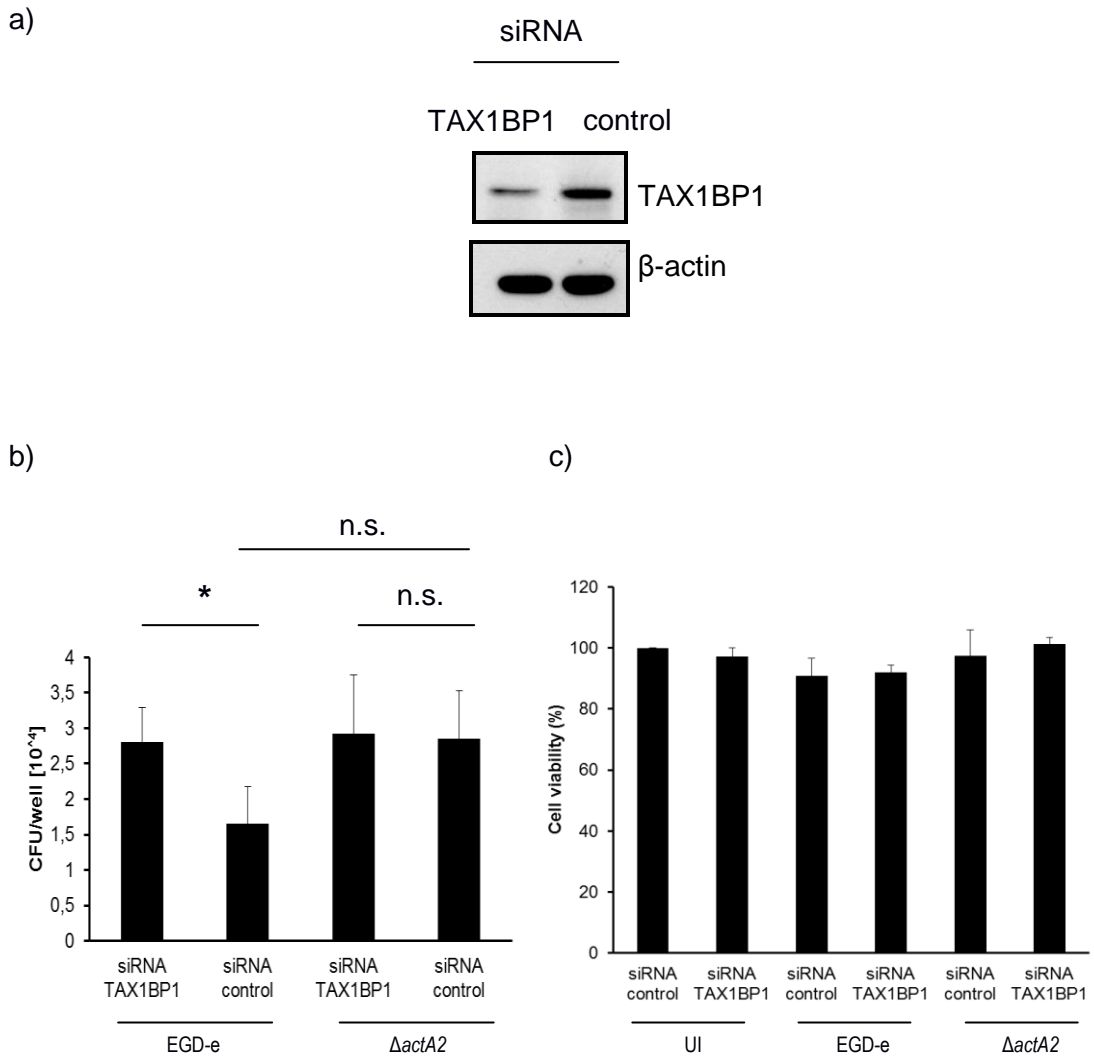 a)
siRNA
TAX1BP1 control
TAX1BP1
β-actin
b)
n.s.
*
n.s.
CFU/well [10^4]
4
3,5
3
2,5
2
1,5
1
0,5
0
siRNA TAX1BP1
siRNA control
siRNA TAX1BP1
siRNA control
EGD-e
ΔactA2
c)
Cell viability (%)
120
100
80
60
40
20
0
siRNA control
siRNA TAX1BP1
siRNA control
siRNA TAX1BP1
siRNA control
siRNA TAX1BP1
UI
EGD-e
ΔactA2